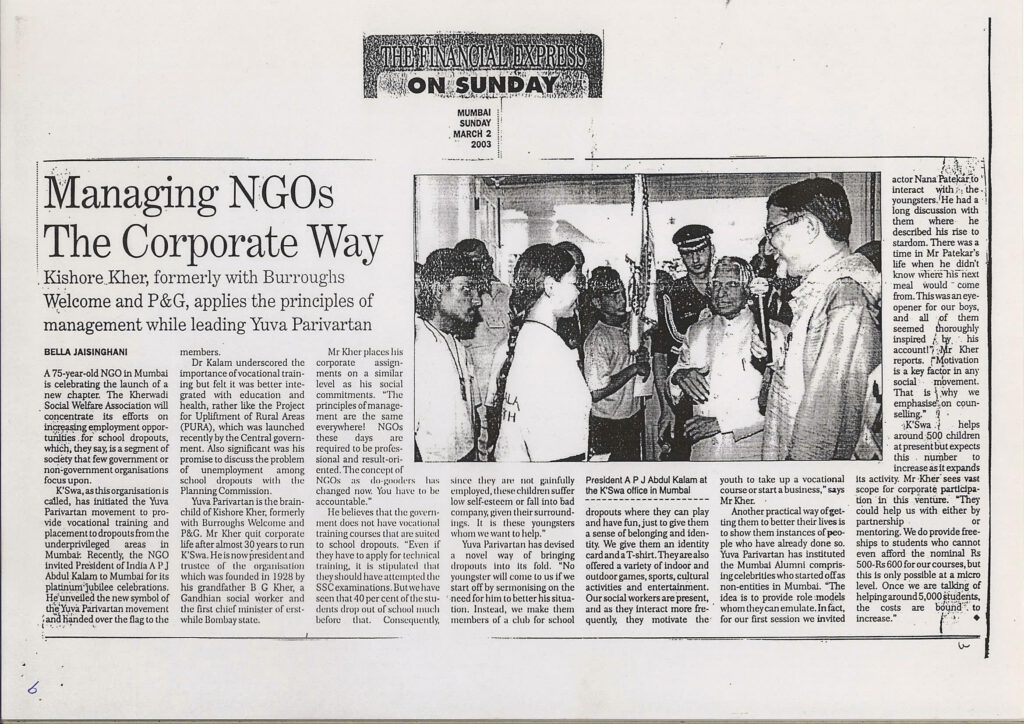 THE FINANCIAL EXPRESS
ON SUNDAY
MUMBAI
SUNDAY
MARCH 2
2003
Managing NGOs
The Corporate Way
Kishore Kher, formerly with Burroughs
Welcome and P&G, applies the principles of
management while leading Yuva Parivartan
BELLA JAISINGHANI
A 75-year-old NGO in Mumbai
is celebrating the launch of a
new chapter. The Kherwadi
Social Welfare Association will
concentrate its efforts on
increasing employment oppor-
tunities for school dropouts,
which, they say, is a segment of
society that few government or
non-government organisations
focus upon.
K'Swa, as this organisation is
called, has initiated the Yuva
Parivartan movement to pro-
vide vocational training and
placement to dropouts from the
underprivileged areas in
Mumbai. Recently, the NGO
invited President of India A P J
Abdul Kalam to Mumbai for its
platinum jubilee celebrations.
He unveiled the new symbol of
the Yuva Parivartan movement
and handed over the flag to the
members.
Dr Kalam underscored the
importance of vocational train-
ing but felt it was better inte-
grated with education and
health, rather like the Project
for Upliftment of Rural Areas
(PURA), which was launched
recently by the Central govern-
ment. Also significant was his
promise to discuss the problem
of unemployment among
school dropouts with the
Planning Commission.
Yuva Parivartan is the brain-
child of Kishore Kher, formerly
with Burroughs Welcome and
P&G. Mr Kher quit corporate
life after almost 30 years to run
K'Swa. He is now president and
trustee of the organisation
which was founded in 1928 by
his grandfather B G Kher, a
Gandhian social worker and
the first chief minister of erst-
while Bombay state.
Mr Kher places his
corporate assign-
ments on a similar
level as his social
commitments. "The
principles of manage-
ment are the same
everywhere! NGOs
these days are
required to be profes-
sional and result-ori-
ented. The concept of
NGOs as do-gooders has
changed now. You have to be
accountable."
He believes that the govern-
ment does not have vocational
training courses that are suited
to school dropouts. "Even if
they have to apply for technical
training, it is stipulated that
they should have attempted the
SSC examinations. But we have
seen that 40 per cent of the stu-
dents drop out of school much
before that. Consequently,
since they are not gainfully
employed, these children suffer
low self-esteem or fall into bad
company, given their surround-
ings. It is these youngsters
whom we want to help."
Yuva Parivartan has devised
a novel way of bringing
dropouts into its fold. "No
youngster will come to us if we
start off by sermonising on the
need for him to better his situa-
tion. Instead, we make them
members of a club for school
President A P J Abdul Kalam at
the K'Swa office in Mumbai
dropouts where they can play
and have fun, just to give them
a sense of belonging and iden-
tity. We give them an identity
card and a T-shirt. They are also
offered a variety of indoor and
outdoor games, sports, cultural
activities and entertainment.
Our social workers are present,
and as they interact more fre-
quently, they motivate the
youth to take up a vocational
course or start a business," says
Mr Kher.
Another practical way of get-
ting them to better their lives is
to show them instances of peo-
ple who have already done so.
Yuva Parivartan has instituted
the Mumbai Alumni compris-
ing celebrities who started off as
non-entities in Mumbai. "The
idea is to provide role models
whom they can emulate. In fact,
for our first session we invited
actor Nana Patekar to
interact with the
youngsters. He had a
long discussion with
them where he
described his rise to
stardom. There was a
time in Mr Patekar's
life when he didn't
know where his next
meal would come
from. This was an eye-
opener for our boys,
and all of them
seemed thoroughly
inspired by his
account!" Mr Kher
reports. "Motivation
is a key factor in any
social movement.
That is why we
emphasise on coun-
selling."
K'Swa helps
around 500 children
at present but expects
this number to
increase as it expands
its activity. Mr Kher sees vast
scope for corporate participa-
tion in this venture. "They
could help us with either by
partnership or
mentoring. We do provide free-
ships to students who cannot
even afford the nominal Rs
500-Rs 600 for our courses, but
this is only possible at a micro
level. Once we are talking of
helping around 5,000 students,
the costs are bound to
increase."
6